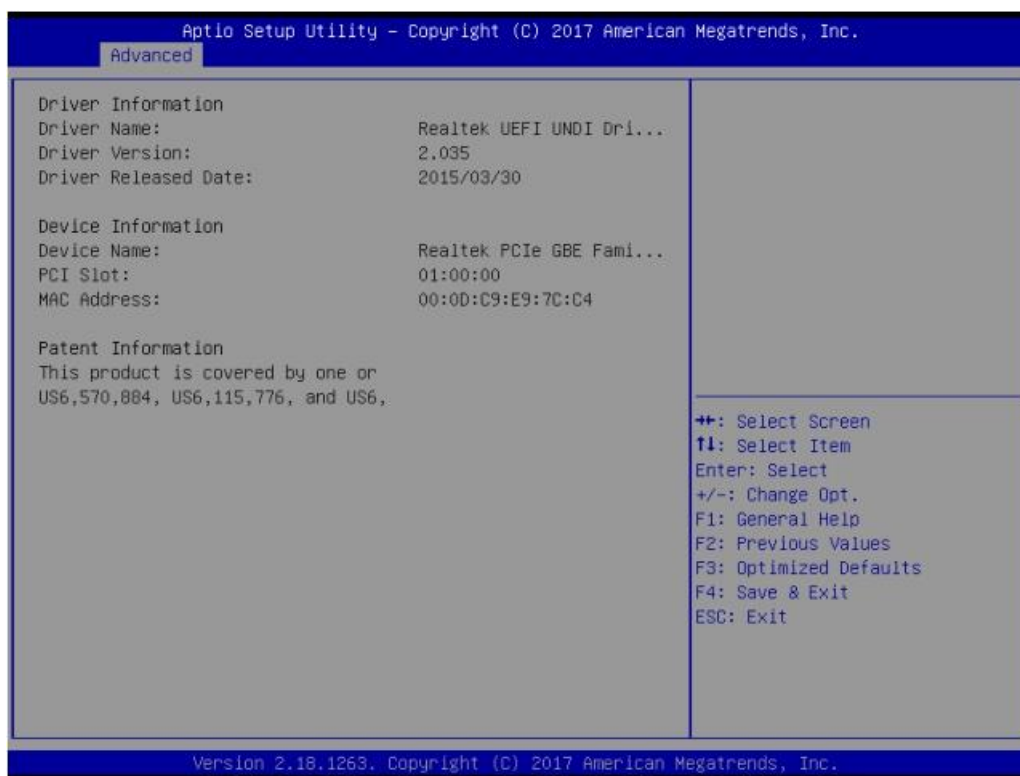 Aptio Setup Utility – Copyright (C) 2017 American Megatrends, Inc.
Advanced
Driver Information
Driver Name: Realtek UEFI UNDI Dri...
Driver Version: 2.035
Driver Released Date: 2015/03/30
Device Information
Device Name: Realtek PCIe GBE Fami...
PCI Slot: 01:00:00
MAC Address: 00:0D:C9:E9:7C:C4
Patent Information
This product is covered by one or
US6,570,884, US6,115,776, and US6,
→←: Select Screen
↑↓: Select Item
Enter: Select
+/-: Change Opt.
F1: General Help
F2: Previous Values
F3: Optimized Defaults
F4: Save & Exit
ESC: Exit
Version 2.18.1263. Copyright (C) 2017 American Megatrends, Inc.